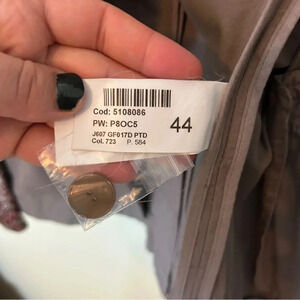 Cod: 5108086
PW: P8OC5
44
J607 GF017D PTD
Col. 723 P. 584